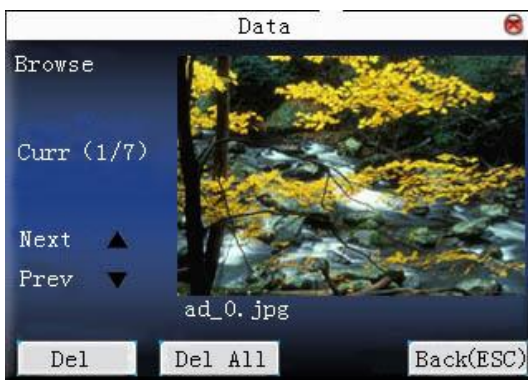 Data
Browse
Curr (1/7)
Next
Prev
ad_0.jpg
Del
Del All
Back(ESC)